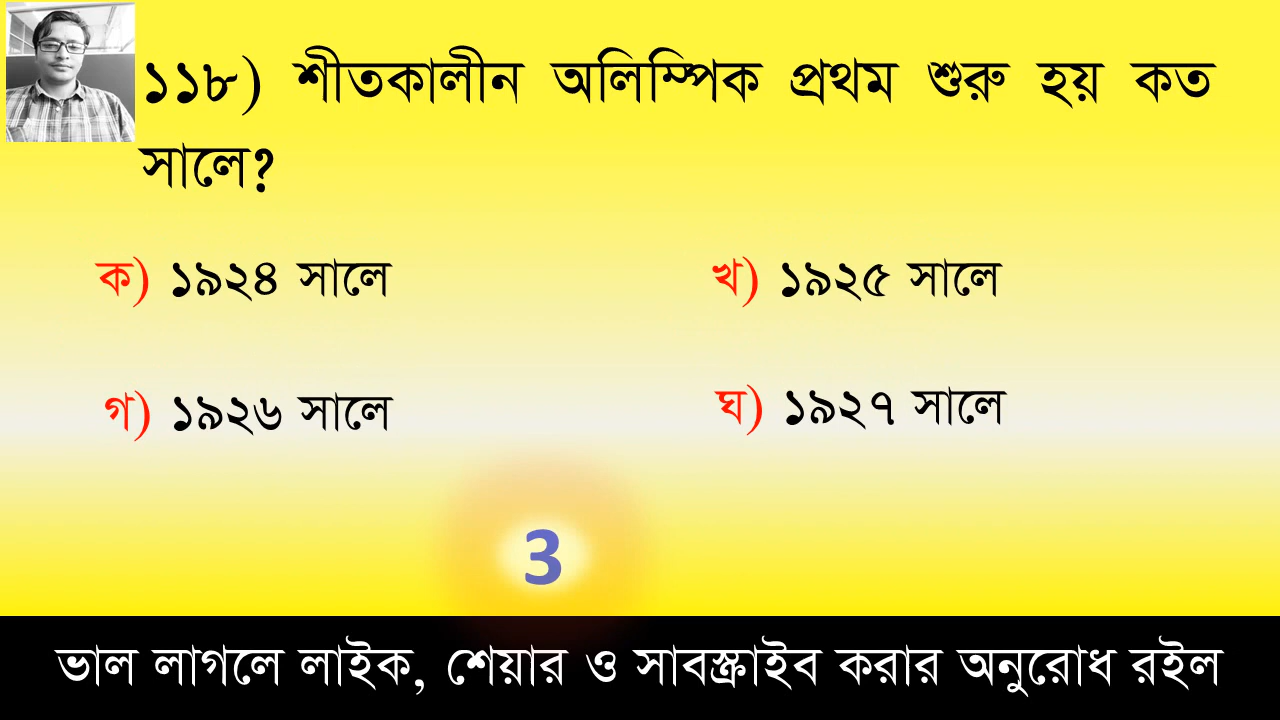 ১১৮) শীতকালীন অলিম্পিক প্রথম শুরু হয় কত
সালে?
ক) ১৯২৪ সালে
খ) ১৯২৫ সালে
গ) ১৯২৬ সালে
ঘ) ১৯২৭ সালে
3
ভাল লাগলে লাইক, শেয়ার ও সাবস্ক্রাইব করার অনুরোধ রইল